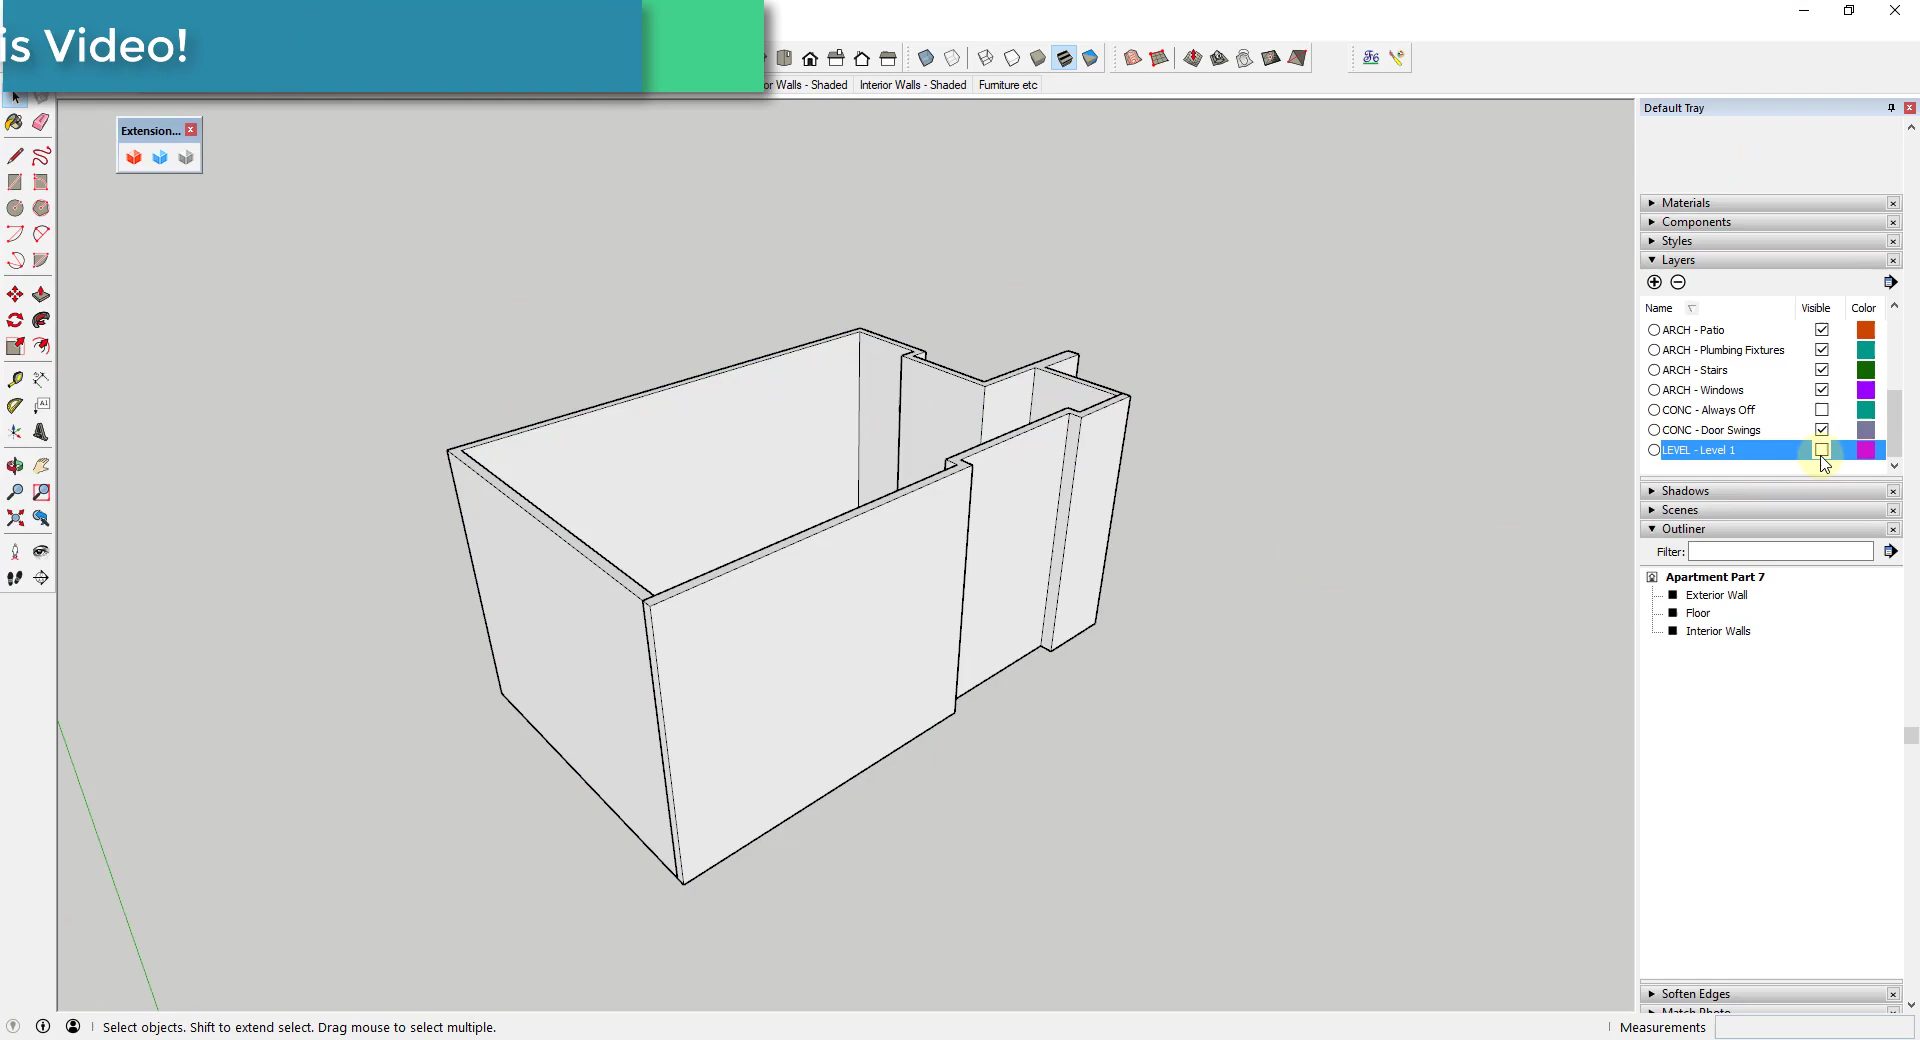 is Video!
or Walls - Shaded
Interior Walls - Shaded
Furniture etc
Extension...
Default Tray
Materials
Components
Styles
Layers
Name
Visible
Color
ARCH - Patio
ARCH - Plumbing Fixtures
ARCH - Stairs
ARCH - Windows
CONC - Always Off
CONC - Door Swings
LEVEL - Level 1
Shadows
Scenes
Outliner
Filter:
Apartment Part 7
Exterior Wall
Floor
Interior Walls
Soften Edges
Match Photo
Select objects. Shift to extend select. Drag mouse to select multiple.
Measurements